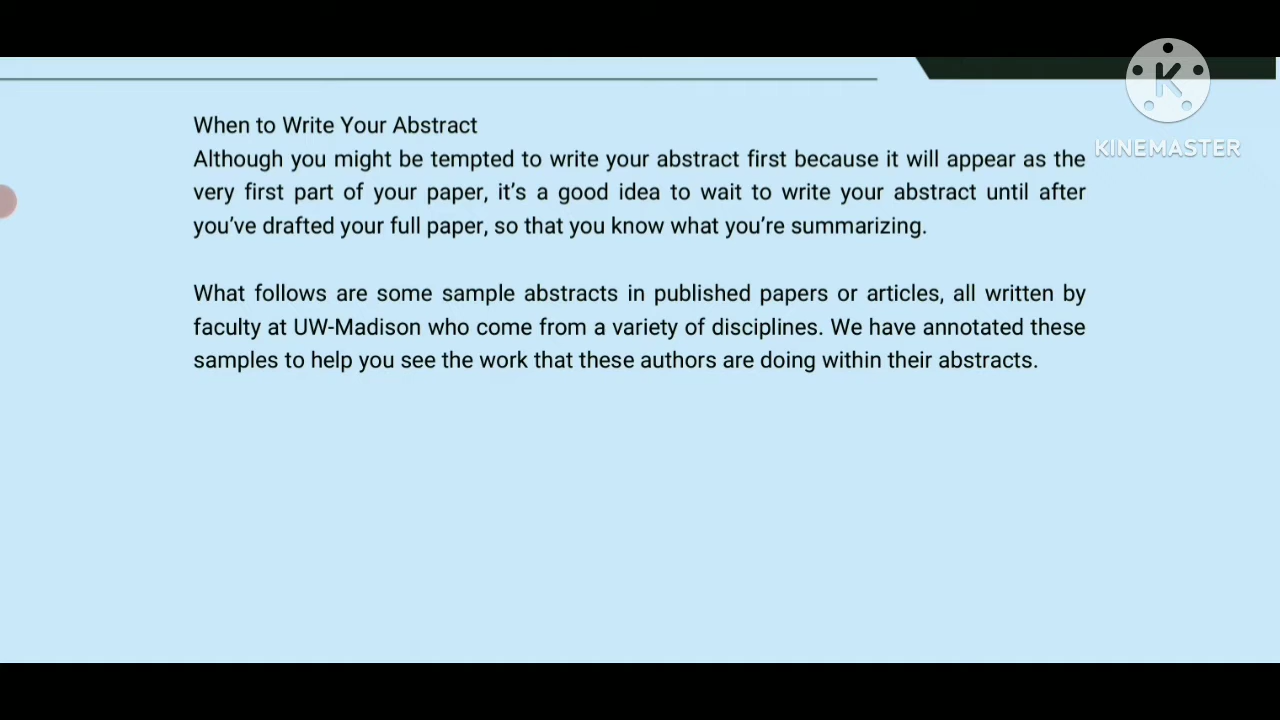 When to Write Your Abstract
Although you might be tempted to write your abstract first because it will appear as the
very first part of your paper, it’s a good idea to wait to write your abstract until after
you’ve drafted your full paper, so that you know what you’re summarizing.
What follows are some sample abstracts in published papers or articles, all written by
faculty at UW-Madison who come from a variety of disciplines. We have annotated these
samples to help you see the work that these authors are doing within their abstracts.
K
KINEMASTER